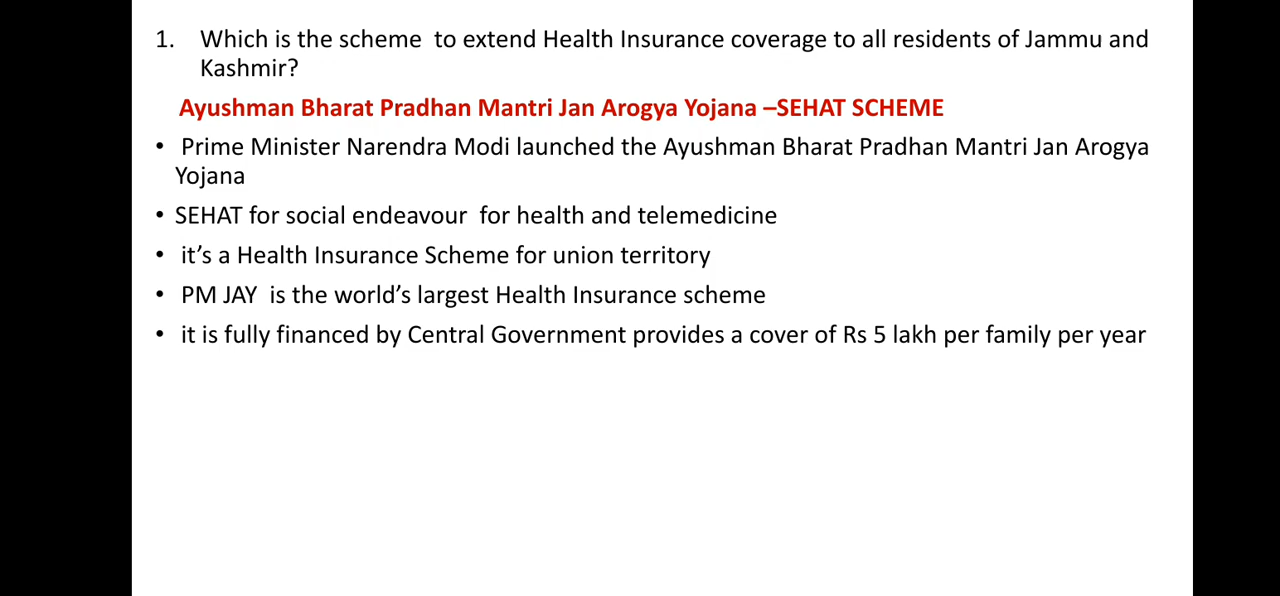 1. Which is the scheme to extend Health Insurance coverage to all residents of Jammu and
Kashmir?
Ayushman Bharat Pradhan Mantri Jan Arogya Yojana –SEHAT SCHEME
• Prime Minister Narendra Modi launched the Ayushman Bharat Pradhan Mantri Jan Arogya
Yojana
• SEHAT for social endeavour for health and telemedicine
• it’s a Health Insurance Scheme for union territory
• PM JAY is the world’s largest Health Insurance scheme
• it is fully financed by Central Government provides a cover of Rs 5 lakh per family per year